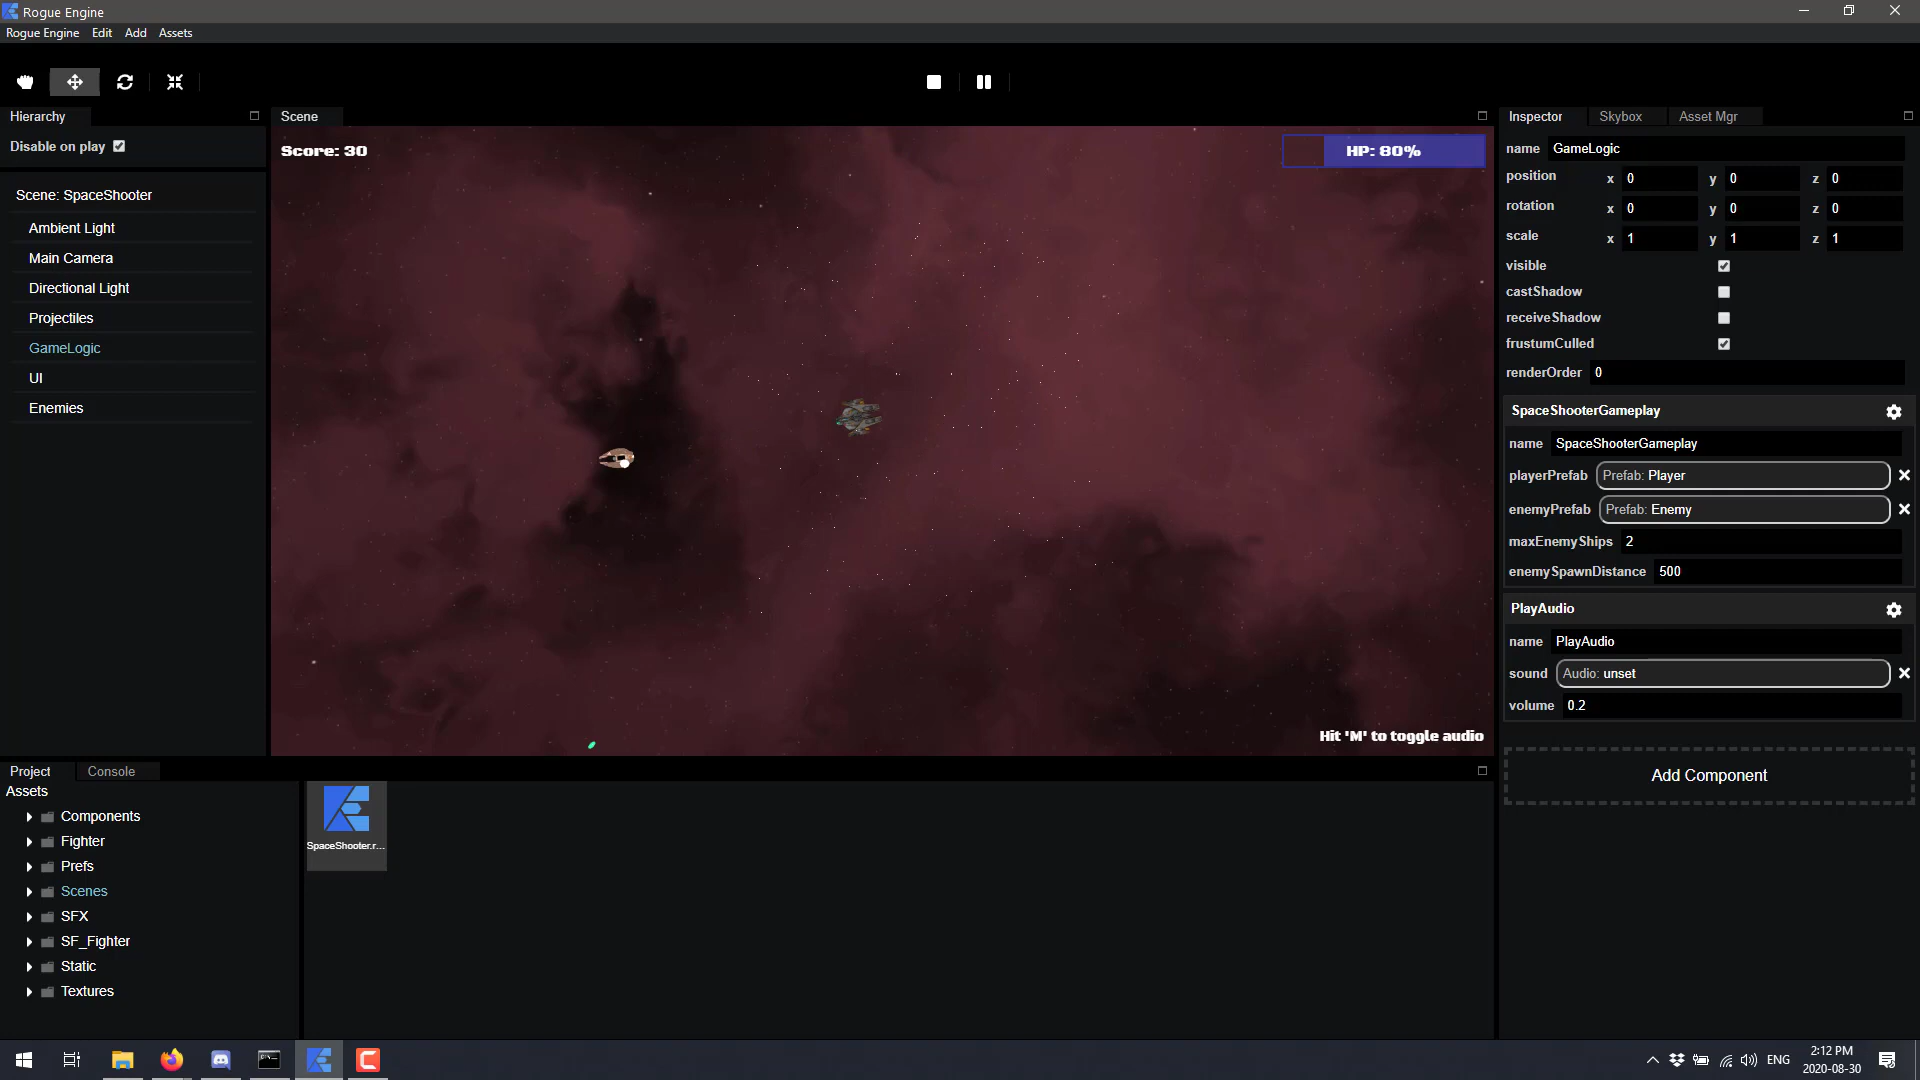 Rogue Engine
Rogue Engine Edit Add Assets
Hierarchy
Disable on play
Scene: SpaceShooter
Ambient Light
Main Camera
Directional Light
Projectiles
GameLogic
UI
Enemies
Scene
Score: 30
HP: 80%
Hit 'M' to toggle audio
Inspector Skybox Asset Mgr
name GameLogic
position x 0 y 0 z 0
rotation x 0 y 0 z 0
scale x 1 y 1 z 1
visible
castShadow
receiveShadow
frustumCulled
renderOrder 0
SpaceShooterGameplay
name SpaceShooterGameplay
playerPrefab Prefab: Player
enemyPrefab Prefab: Enemy
maxEnemyShips 2
enemySpawnDistance 500
PlayAudio
name PlayAudio
sound Audio: unset
volume 0.2
Add Component
Project Console
Assets
Components
Fighter
Prefs
Scenes
SFX
SF_Fighter
Static
Textures
SpaceShooter.r...
ENG
2:12 PM
2020-08-30